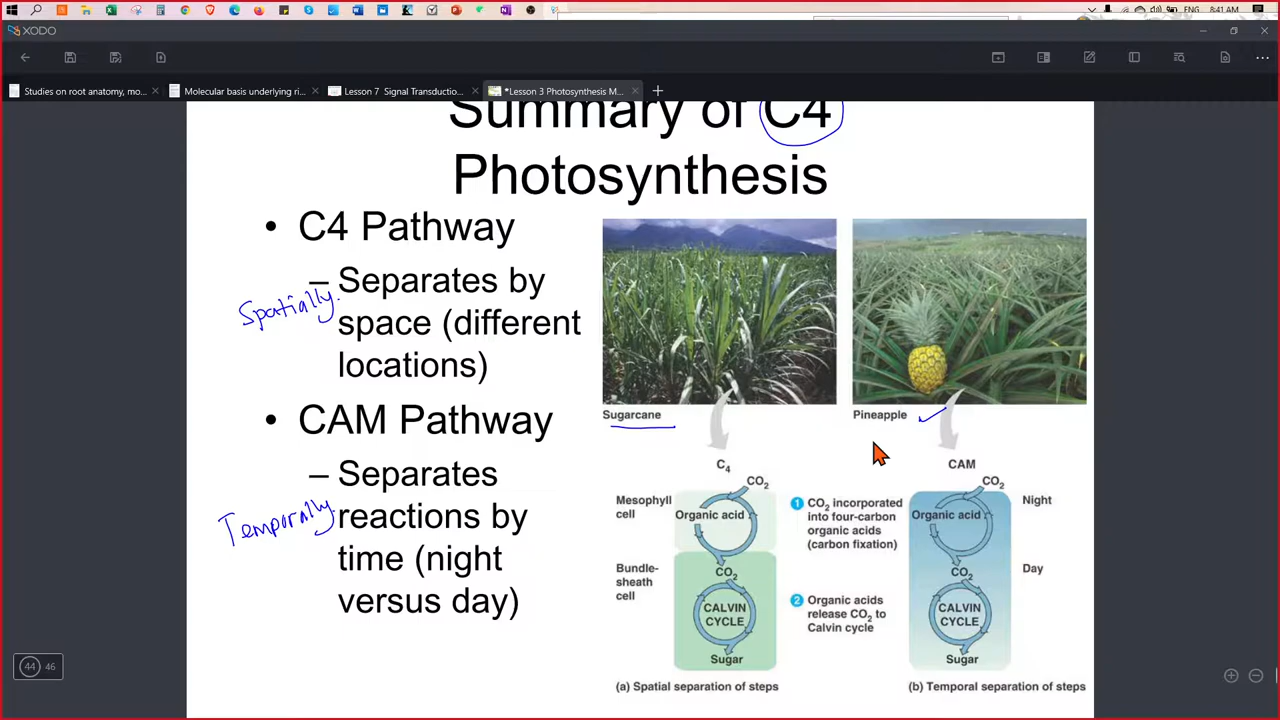 ENG
8:41 AM
XODO
Studies on root anatomy, mo...
Molecular basis underlying ri...
Lesson 7 Signal Transductio...
*Lesson 3 Photosynthesis M...
Summary of C4
Photosynthesis
• C4 Pathway
– Separates by
space (different
locations)
Spatially.
• CAM Pathway
– Separates
reactions by
time (night
versus day)
Temporally.
Sugarcane
Pineapple
C4
CAM
CO2
CO2
Mesophyll
cell
Organic acid
1 CO2 incorporated
into four-carbon
organic acids
(carbon fixation)
Organic acid
Night
Bundle-
sheath
cell
CO2
CO2
Day
CALVIN
CYCLE
2 Organic acids
release CO2 to
Calvin cycle
CALVIN
CYCLE
Sugar
Sugar
(a) Spatial separation of steps
(b) Temporal separation of steps
44 46